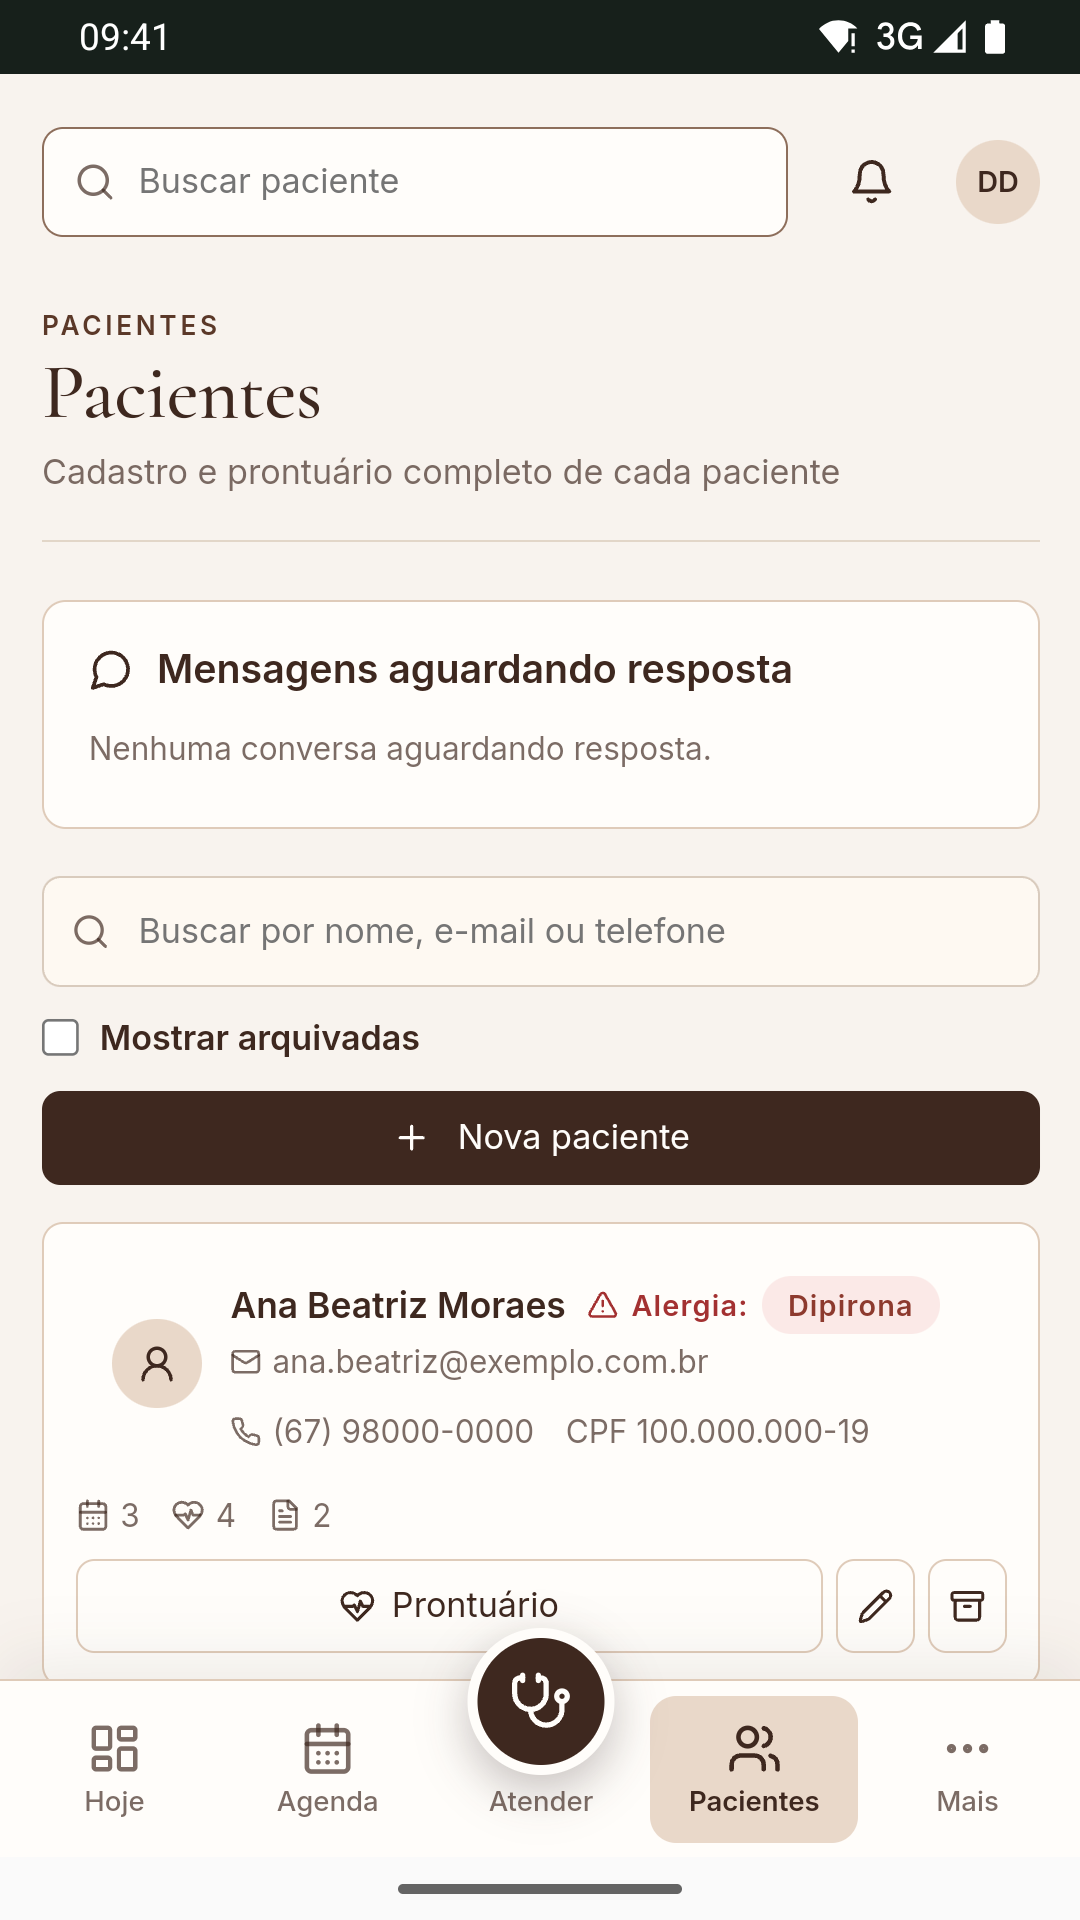 09:41
3G
Buscar paciente
DD
PACIENTES
Pacientes
Cadastro e prontuário completo de cada paciente
Mensagens aguardando resposta
Nenhuma conversa aguardando resposta.
Buscar por nome, e-mail ou telefone
Mostrar arquivadas
Nova paciente
Ana Beatriz Moraes Alergia: Dipirona
ana.beatriz@exemplo.com.br
(67) 98000-0000 CPF 100.000.000-19
3 4 2
Prontuário
Hoje Agenda Atender Pacientes Mais